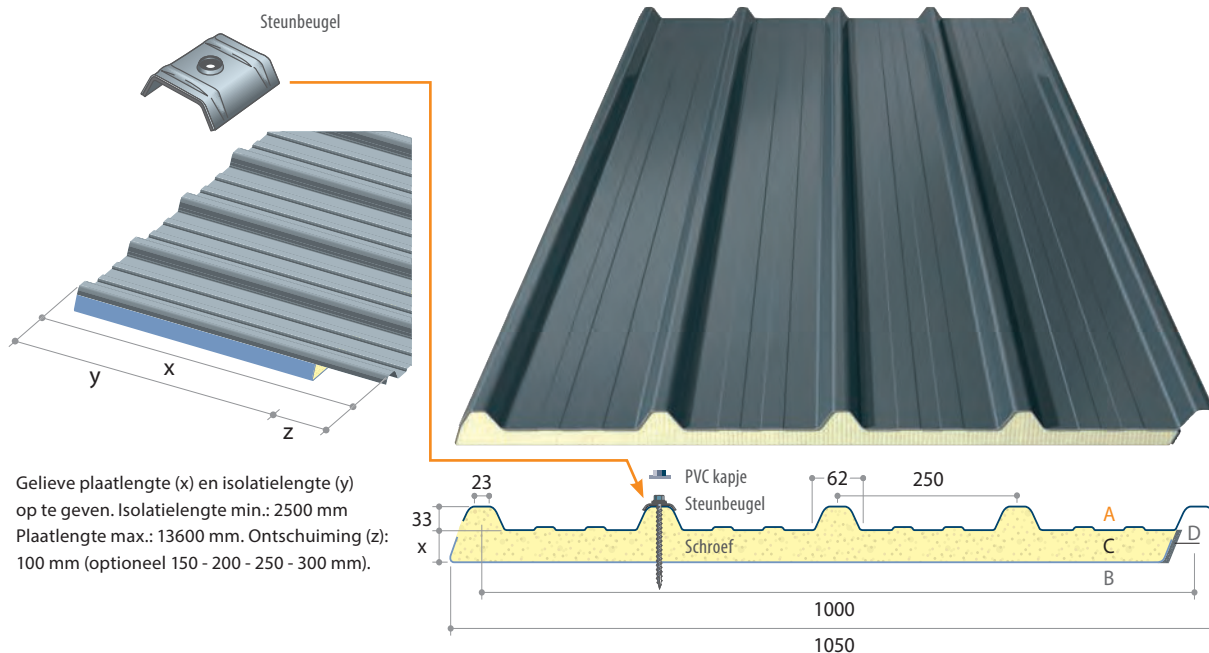 Steunbeugel
x
y
z
Gelieve plaatlengte (x) en isolatielengte (y)
op te geven. Isolatielengte min.: 2500 mm
Plaatlengte max.: 13600 mm. Ontschuiming (z):
100 mm (optioneel 150 - 200 - 250 - 300 mm).
PVC kapje
23
62
250
Steunbeugel
33
A
x
Schroef
C
D
B
1000
1050